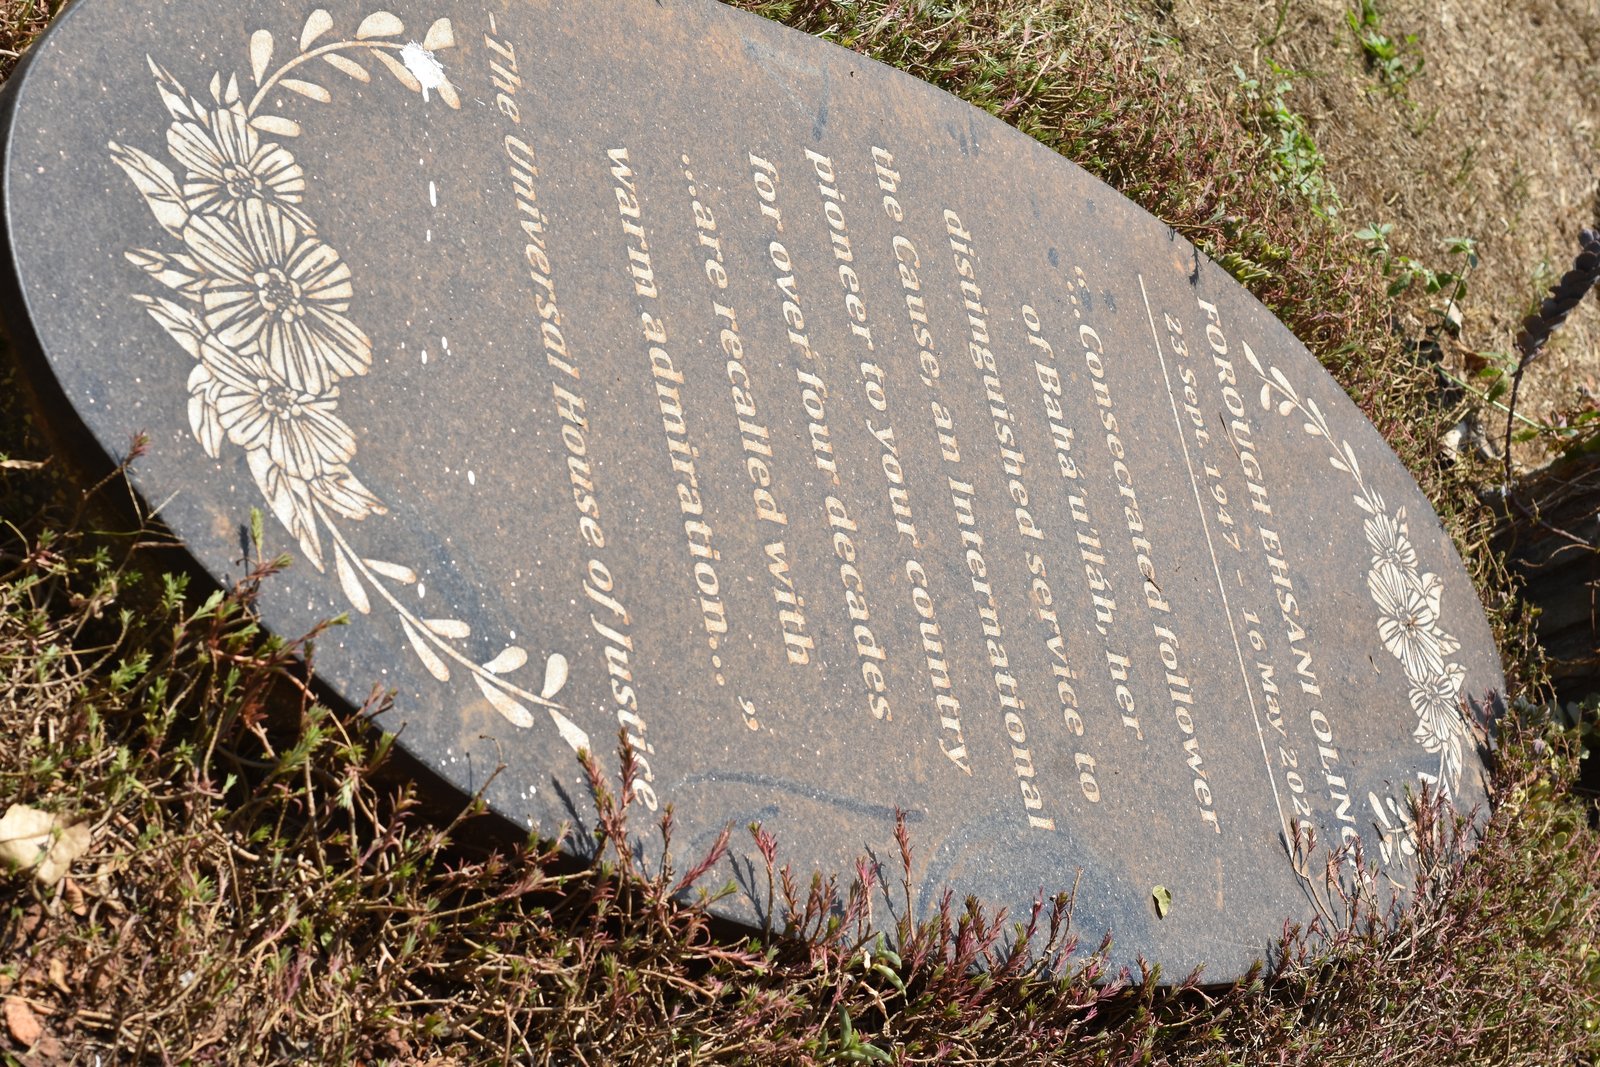 FOROUGH EHSANI OLINGA
23 Sept. 1947 - 16 May 202
“...Consecrated follower
of Bahá'u'lláh, her
distinguished service to
the Cause, an International
pioneer to your country
for over four decades
...are recalled with
warm admiration... ”
-The Universal House of Justice